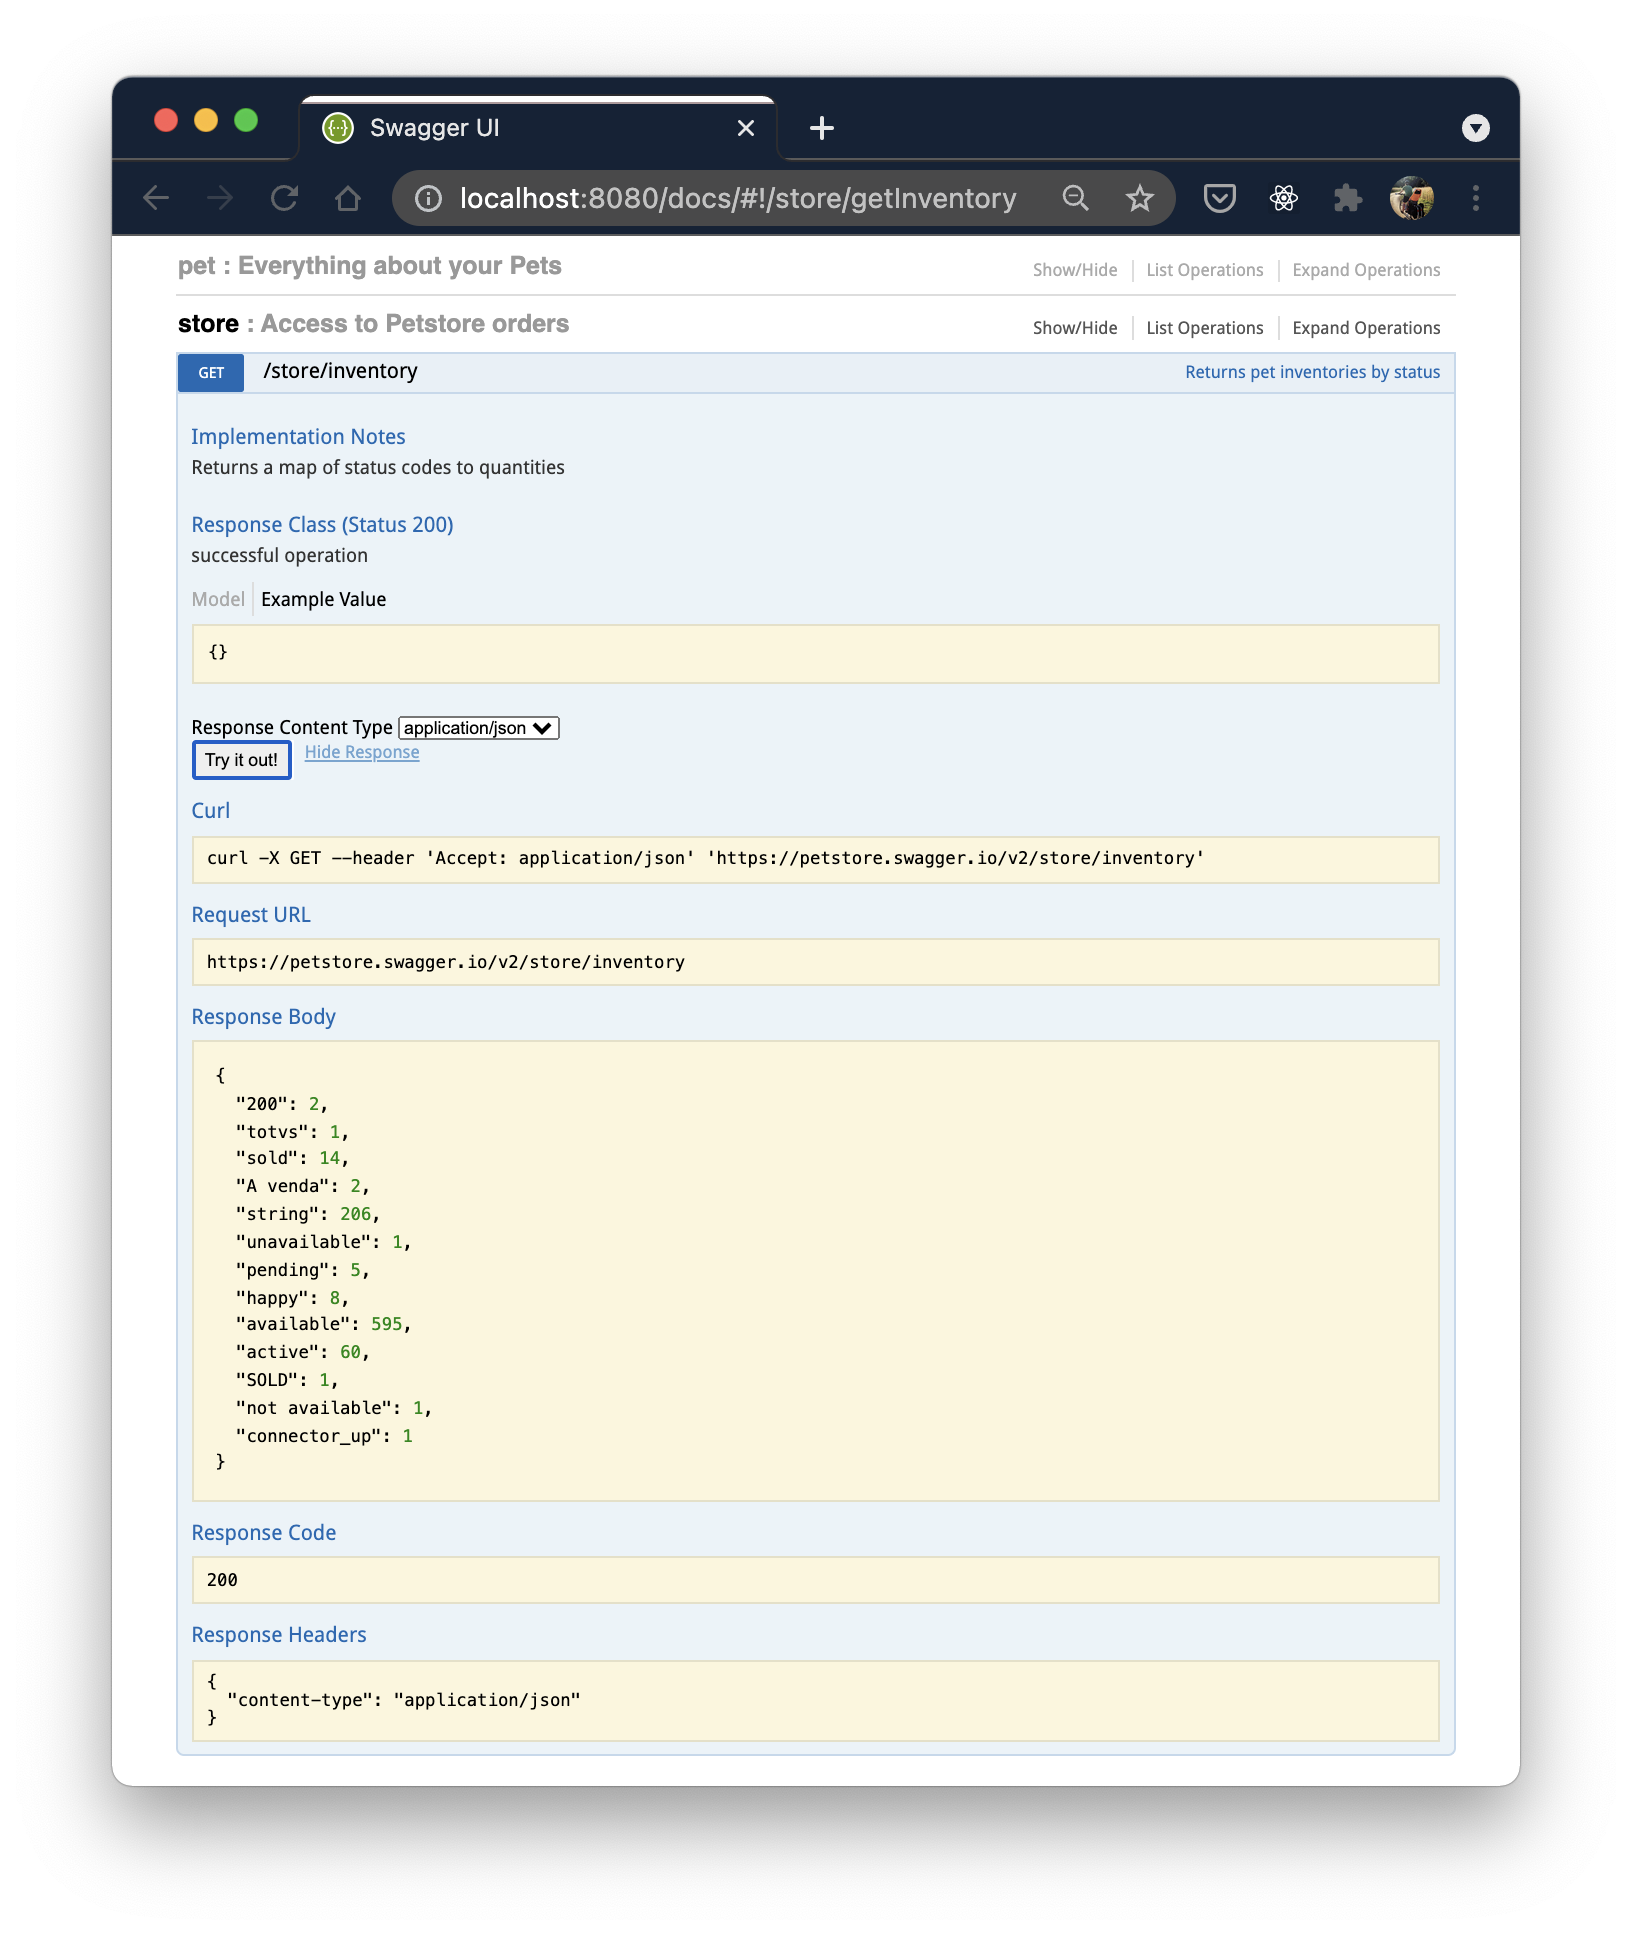 Swagger UI
localhost:8080/docs/#!/store/getInventory
pet : Everything about your Pets
Show/Hide List Operations Expand Operations
store : Access to Petstore orders
Show/Hide List Operations Expand Operations
GET /store/inventory Returns pet inventories by status
Implementation Notes
Returns a map of status codes to quantities
Response Class (Status 200)
successful operation
Model Example Value
{}
Response Content Type application/json
Try it out! Hide Response
Curl
curl -X GET --header 'Accept: application/json' 'https://petstore.swagger.io/v2/store/inventory'
Request URL
https://petstore.swagger.io/v2/store/inventory
Response Body
{
  "200": 2,
  "totvs": 1,
  "sold": 14,
  "A venda": 2,
  "string": 206,
  "unavailable": 1,
  "pending": 5,
  "happy": 8,
  "available": 595,
  "active": 60,
  "SOLD": 1,
  "not available": 1,
  "connector_up": 1
}
Response Code
200
Response Headers
{
  "content-type": "application/json"
}